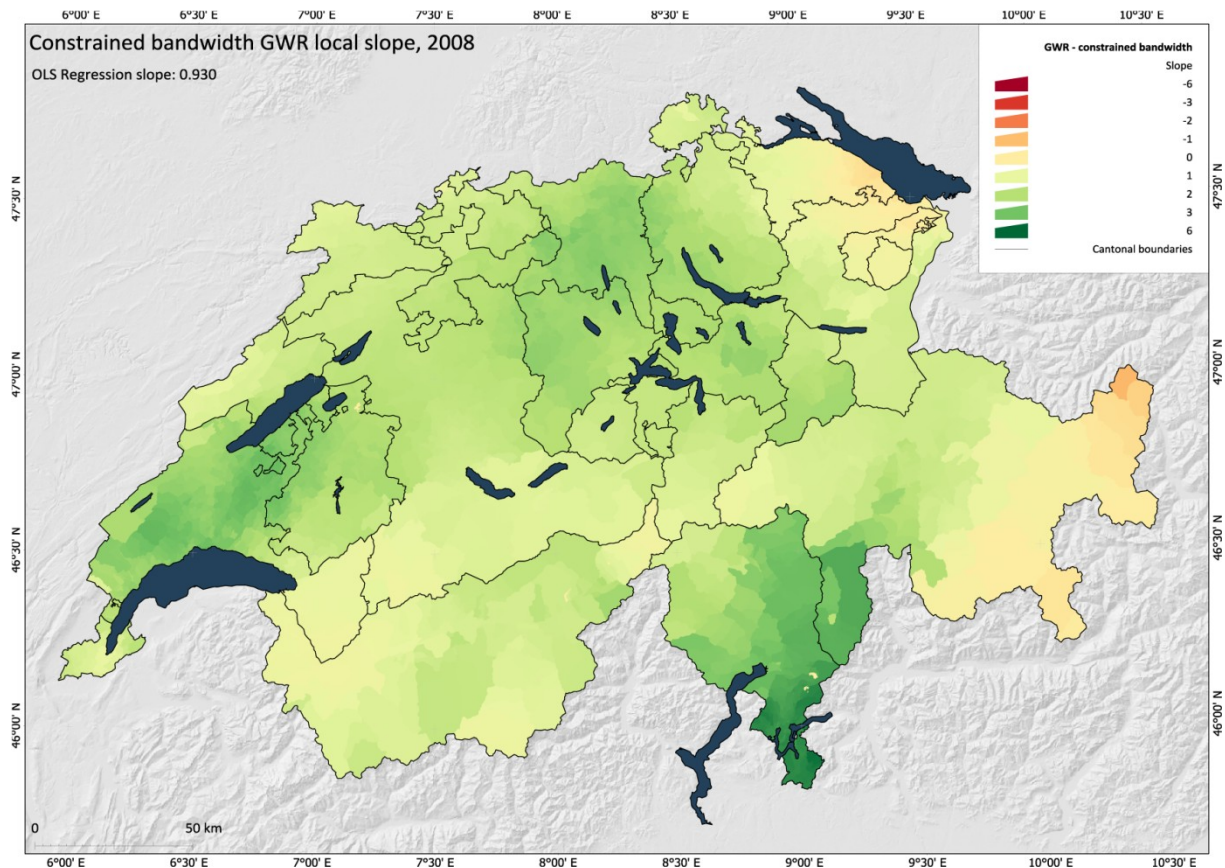 6°00' E 6°30' E 7°00' E 7°30' E 8°00' E 8°30' E 9°00' E 9°30' E 10°00' E 10°30' E
Constrained bandwidth GWR local slope, 2008
OLS Regression slope: 0.930
GWR - constrained bandwidth
Slope
-6
-3
-2
-1
0
1
2
3
6
Cantonal boundaries
47°30' N
47°30' N
47°00' N
47°00' N
46°30' N
46°30' N
46°00' N
46°00' N
0 50 km
6°00' E 6°30' E 7°00' E 7°30' E 8°00' E 8°30' E 9°00' E 9°30' E 10°00' E 10°30' E